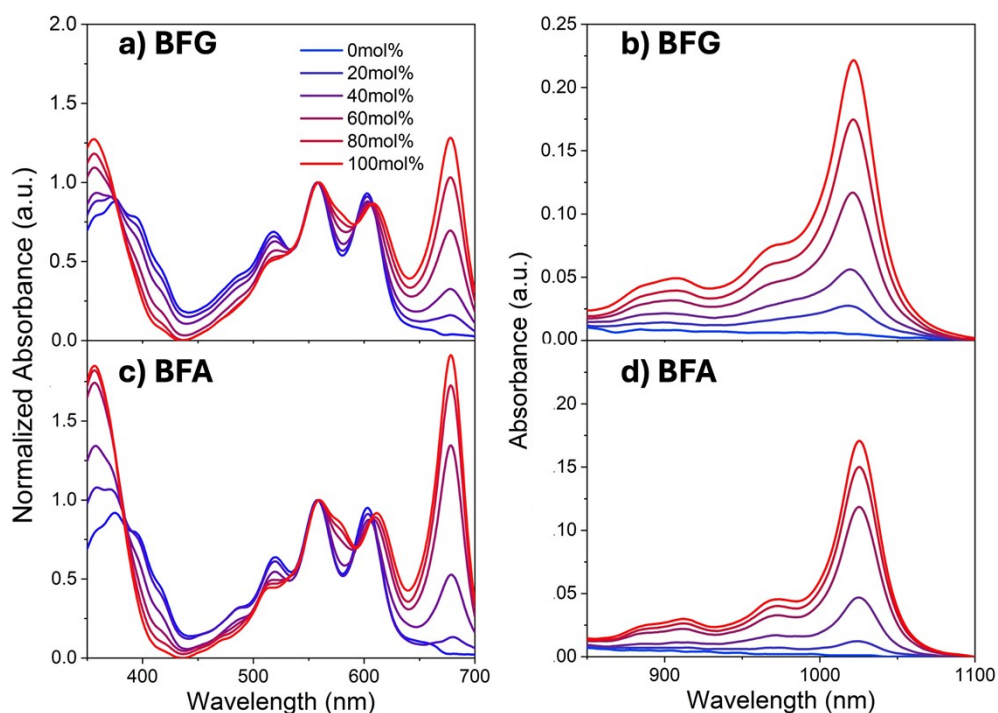 a) BFG
0mol%
20mol%
40mol%
60mol%
80mol%
100mol%
2.0
1.5
1.0
0.5
0.0
b) BFG
0.25
0.20
0.15
0.10
0.05
0.00
c) BFA
1.5
1.0
0.5
0.0
400
500
600
700
Wavelength (nm)
Normalized Absorbance (a.u.)
d) BFA
.20
.15
.10
.05
0.00
900
1000
1100
Wavelength (nm)
Absorbance (a.u.)